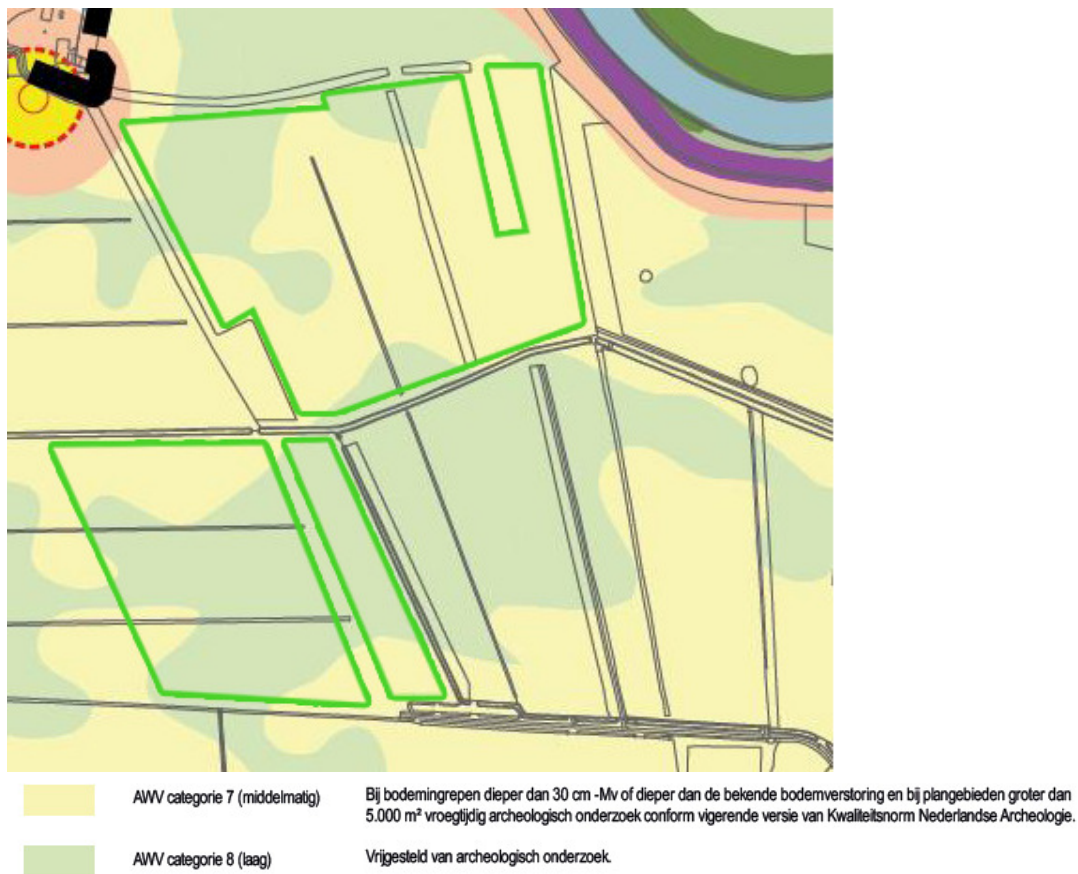 AWV categorie 7 (middelmatig)
Bij bodemingrepen dieper dan 30 cm -Mv of dieper dan de bekende bodemverstoring en bij plangebieden groter dan
5.000 m² vroegtijdig archeologisch onderzoek conform vigerende versie van Kwaliteitsnorm Nederlandse Archeologie.
AWV categorie 8 (laag)
Vrijgesteld van archeologisch onderzoek.